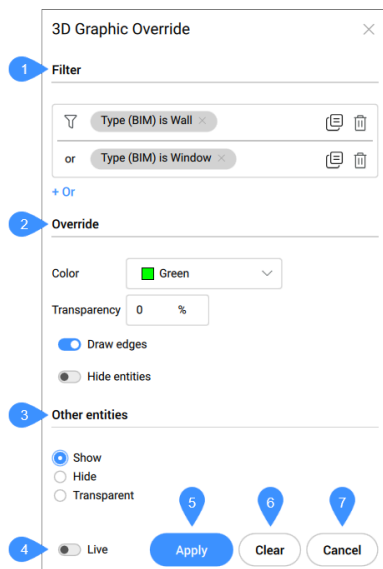 3D Graphic Override
1 Filter
Type (BIM) is Wall
or Type (BIM) is Window
+ Or
2 Override
Color Green
Transparency 0 %
Draw edges
Hide entities
3 Other entities
Show
Hide
Transparent
5 6 7
4 Live Apply Clear Cancel